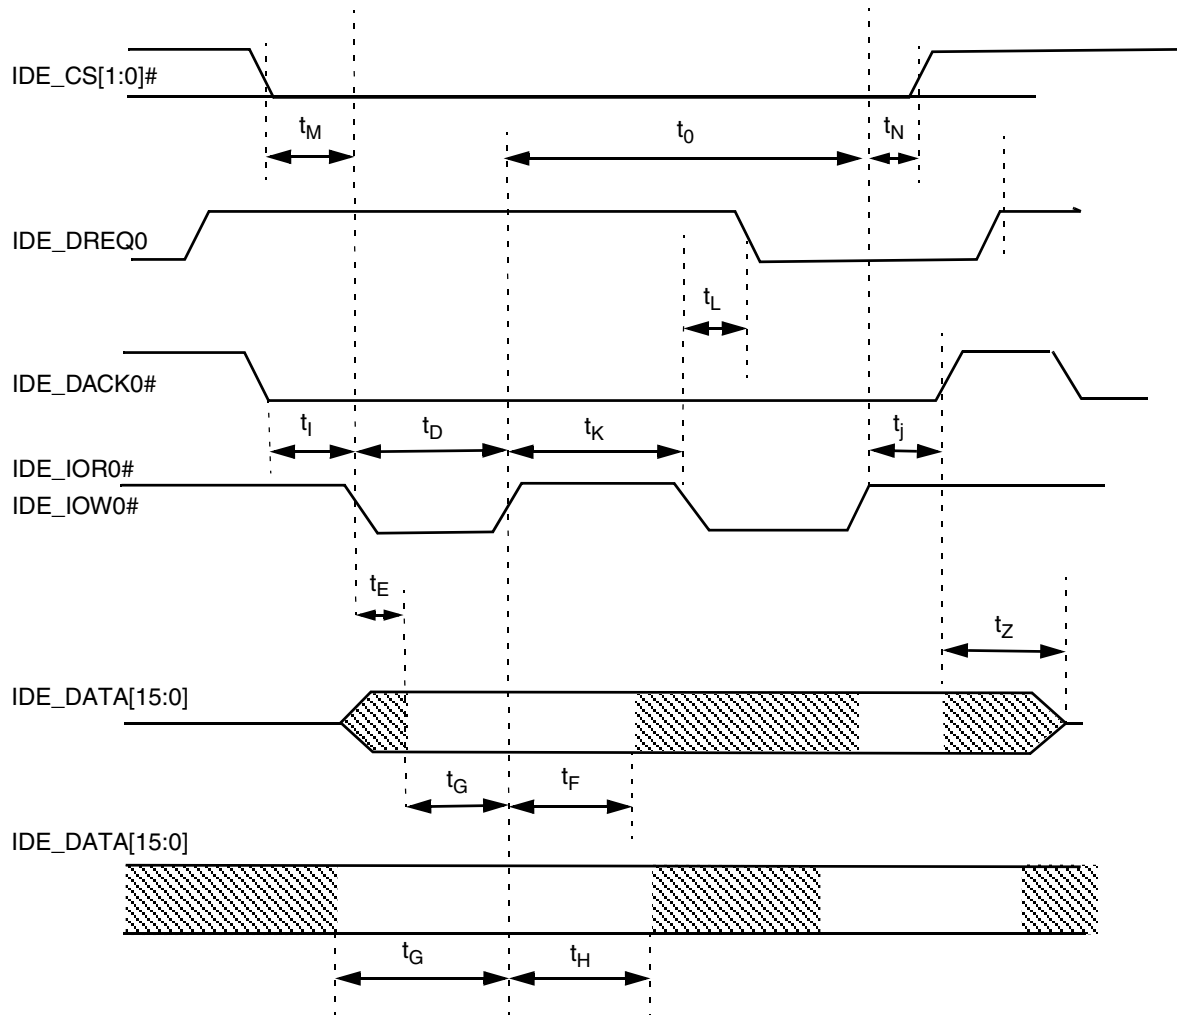 IDE_CS[1:0]#
tM
t0
tN
IDE_DREQ0
tL
IDE_DACK0#
tI
tD
tK
tj
IDE_IOR0#
IDE_IOW0#
tE
tZ
IDE_DATA[15:0]
tG
tF
IDE_DATA[15:0]
tG
tH